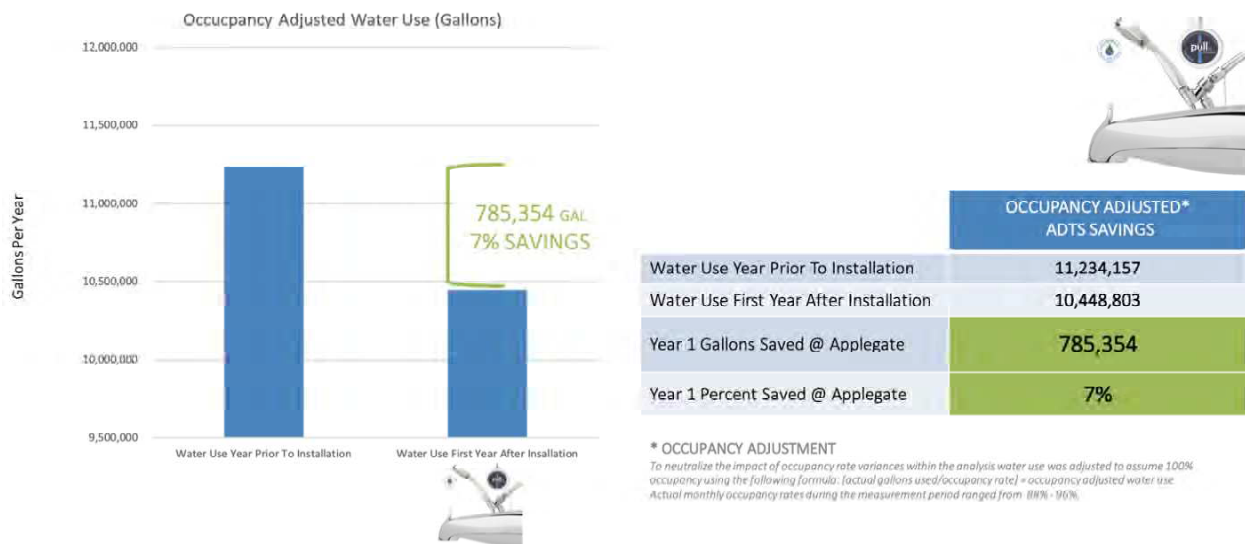 Occucpancy Adjusted Water Use (Gallons)
12,000,000
11,500,000
11,000,000
10,500,000
10,000,000
9,500,000
Gallons Per Year
785,354 GAL
7% SAVINGS
Water Use Year Prior To Installation
Water Use First Year After Insallation
pull
OCCUPANCY ADJUSTED*
ADTS SAVINGS
Water Use Year Prior To Installation 11,234,157
Water Use First Year After Installation 10,448,803
Year 1 Gallons Saved @ Applegate 785,354
Year 1 Percent Saved @ Applegate 7%
* OCCUPANCY ADJUSTMENT
To neutralize the impact of occupancy rate variances within the analysis water use was adjusted to assume 100%
occupancy using the following formula: [actual gallons used/occupancy rate] = occupancy adjusted water use
Actual monthly occupancy rates during the measurement period ranged from 88% - 96%.